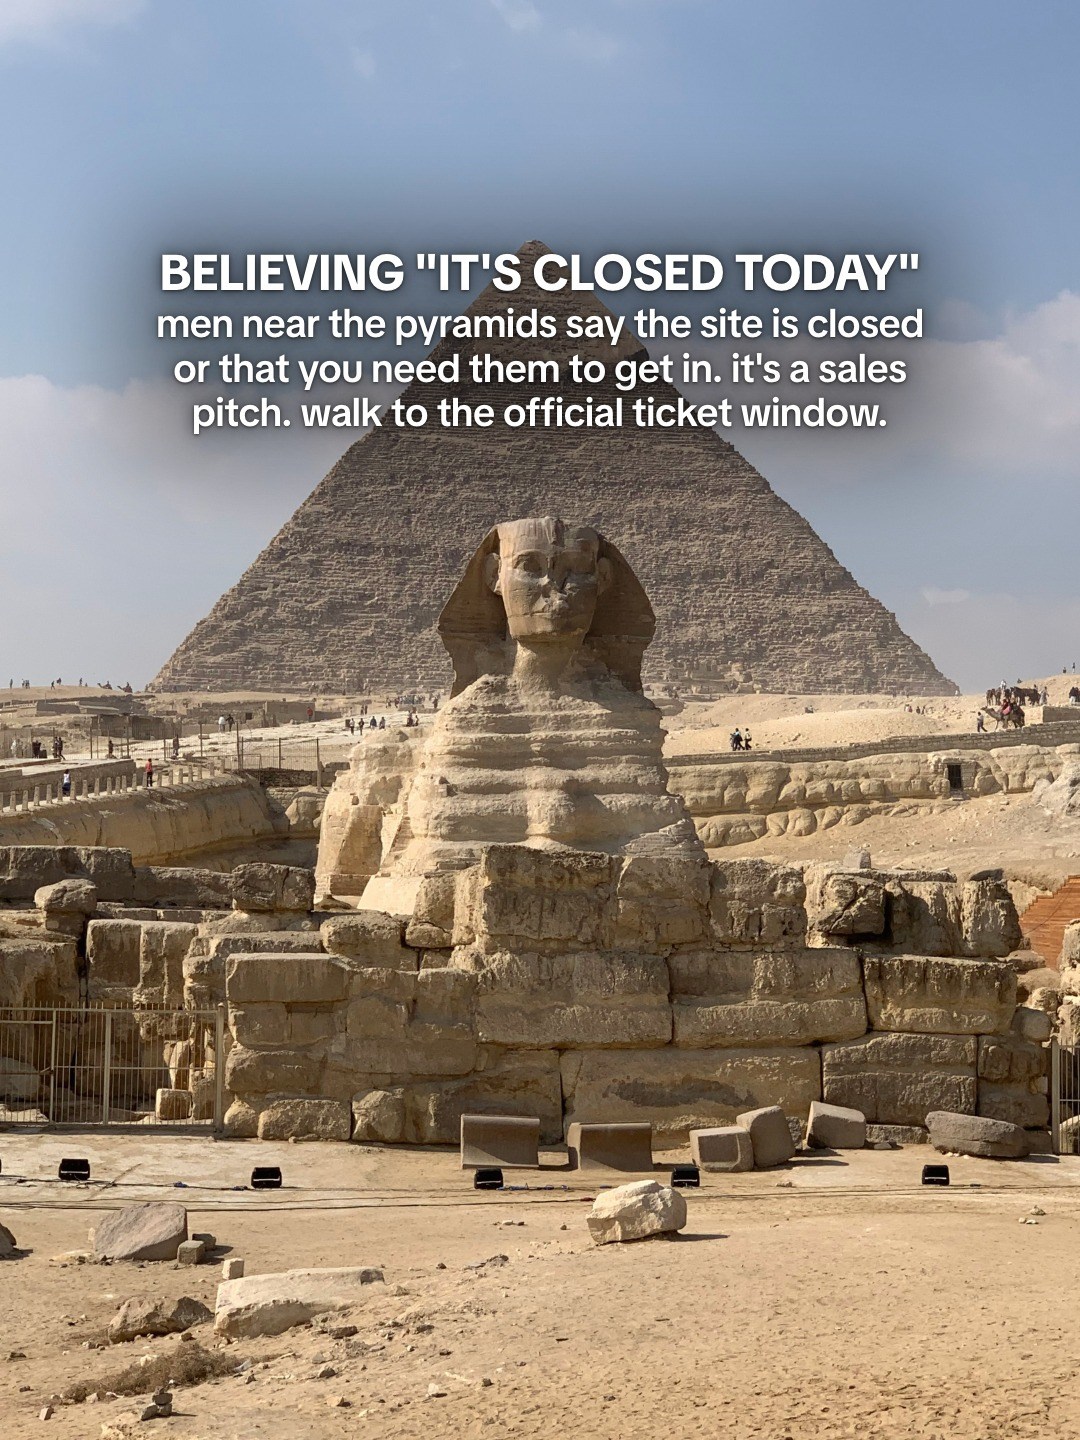 BELIEVING "IT'S CLOSED TODAY"
men near the pyramids say the site is closed
or that you need them to get in. it's a sales
pitch. walk to the official ticket window.